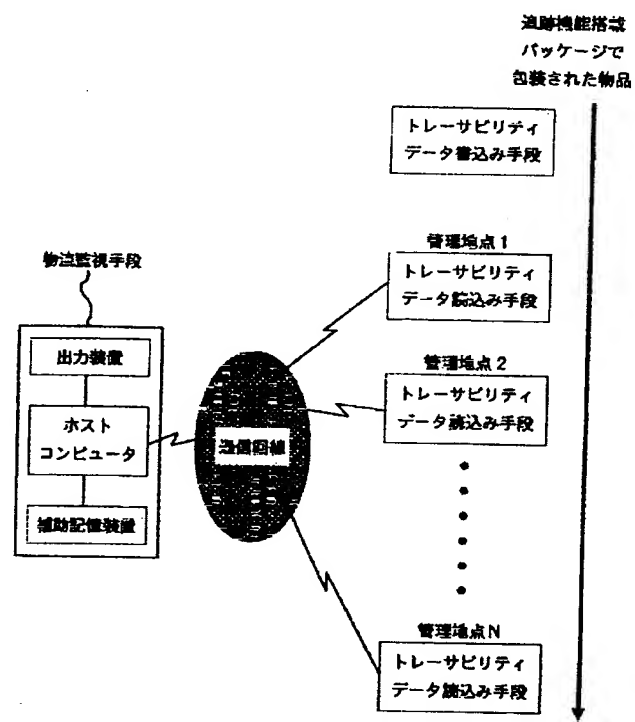 追跡機能搭載
パッケージで
包装された物品
トレーサビリティ
データ書込み手段
管理地点1
トレーサビリティ
データ読込み手段
物流監視手段
出力装置
ホスト
コンピュータ
補助記憶装置
通信回線
管理地点2
トレーサビリティ
データ読込み手段
管理地点N
トレーサビリティ
データ読込み手段